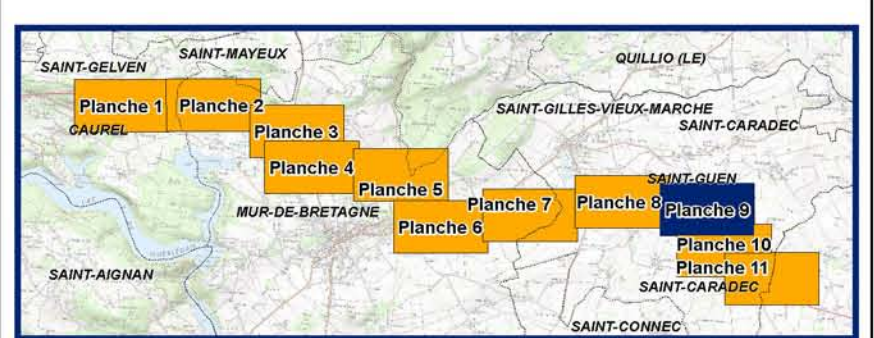 SAINT-MAYEUX
QUILLIO (LE)
SAINT-GELVEN
Planche 1
Planche 2
SAINT-GILLES-VIEUX-MARCHE
CAUREL
Planche 3
SAINT-CARADEC
Planche 4
SAINT-GUEN
Planche 5
MUR-DE-BRETAGNE
Planche 6
Planche 7
Planche 8
Planche 9
Planche 10
SAINT-AIGNAN
Planche 11
SAINT-CARADEC
SAINT-CONNEC